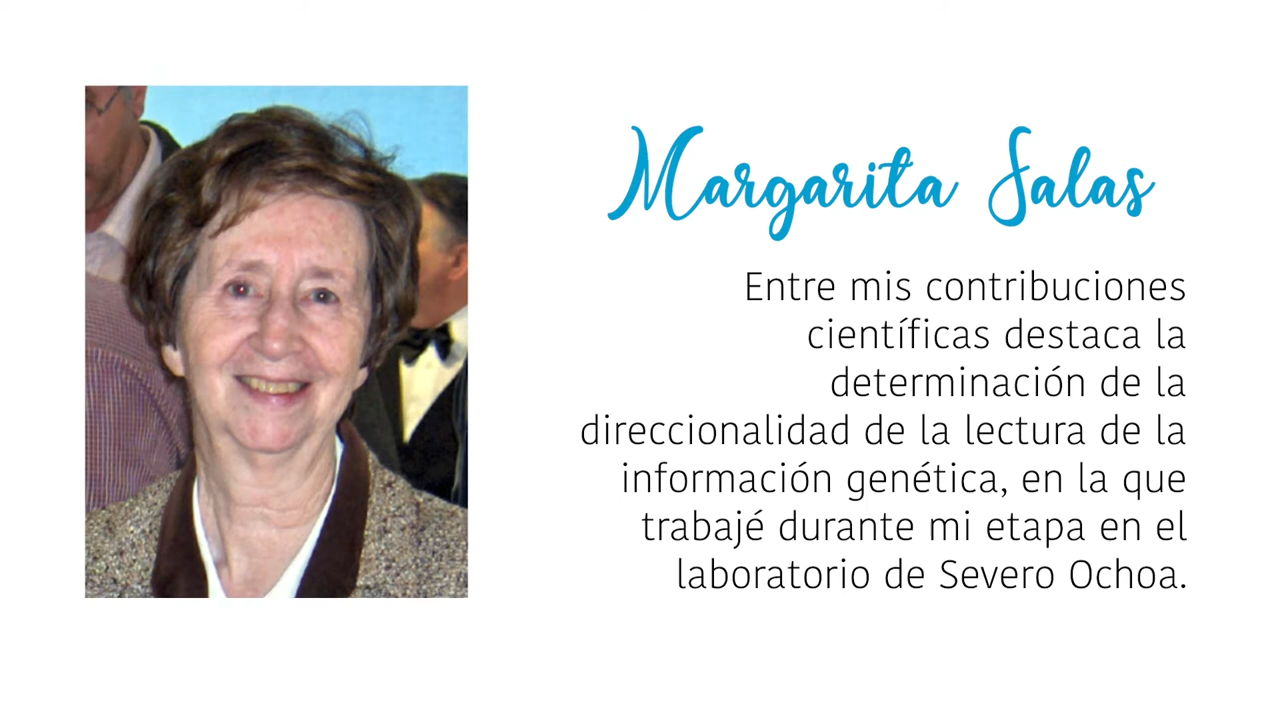 Margarita Salas
Entre mis contribuciones
científicas destaca la
determinación de la
direccionalidad de la lectura de la
información genética, en la que
trabajé durante mi etapa en el
laboratorio de Severo Ochoa.